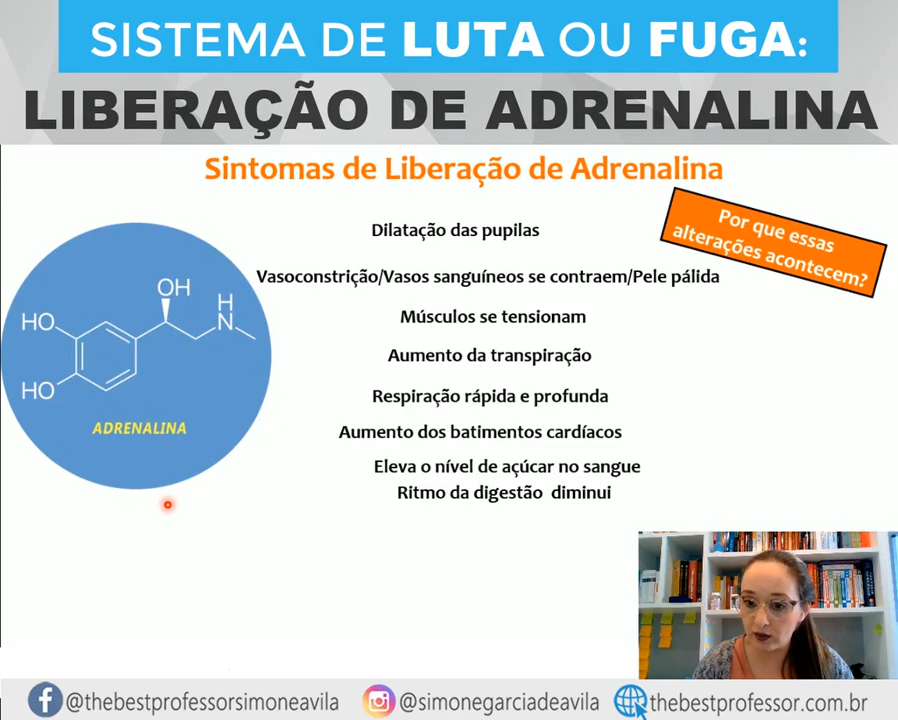 SISTEMA DE LUTA OU FUGA:
LIBERAÇÃO DE ADRENALINA
Sintomas de Liberação de Adrenalina
Por que essas
alterações acontecem?
Dilatação das pupilas
Vasoconstrição/Vasos sanguíneos se contraem/Pele pálida
Músculos se tensionam
Aumento da transpiração
Respiração rápida e profunda
Aumento dos batimentos cardíacos
Eleva o nível de açúcar no sangue
Ritmo da digestão diminui
OH
H
N
HO
HO
ADRENALINA
@thebestprofessorsimoneavila @simonegarciadeavila thebestprofessor.com.br